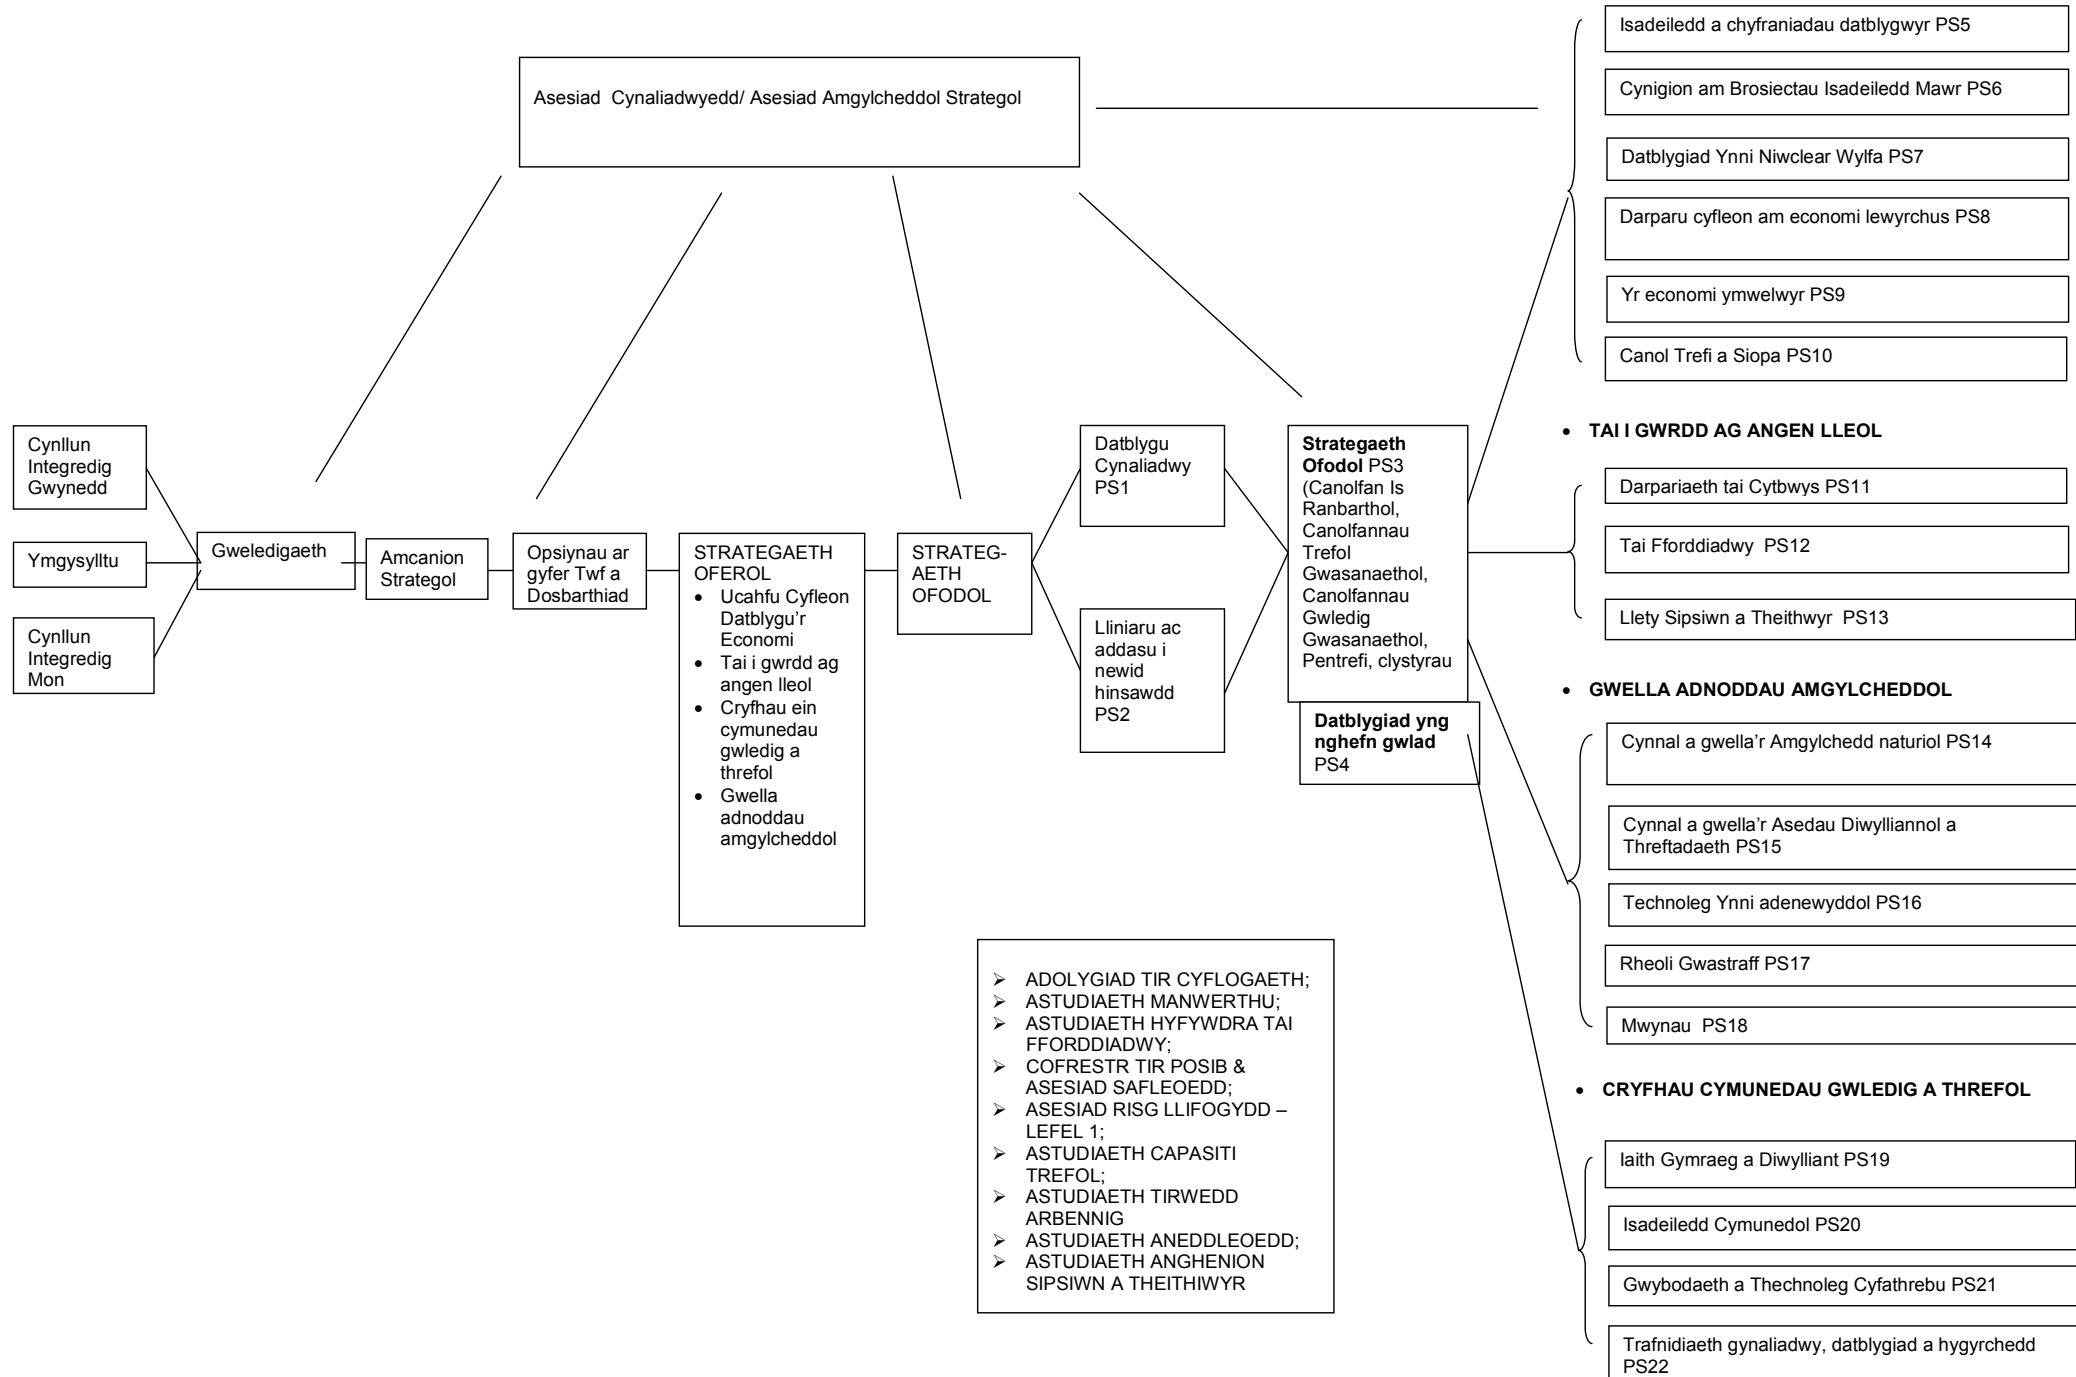 Asesiad Cynaliadwyedd/ Asesiad Amgylcheddol Strategol
Cynllun
Integredig
Gwynedd
Ymgysylltu
Cynllun
Integredig
Mon
Gweledigaeth
Amcanion
Strategol
Opsiynau ar
gyfer Twf a
Dosbarthiad
STRATEGAETH
OFEROL
• Ucahfu Cyfleon
Datblygu’r
Economi
• Tai i gwrdd ag
angen lleol
• Cryfhau ein
cymunedau
gwledig a
threfol
• Gwella
adnoddau
amgylcheddol
STRATEG-
AETH
OFODOL
Datblygu
Cynaliadwy
PS1
Lliniaru ac
addasu i
newid
hinsawdd
PS2
Strategaeth
Ofodol PS3
(Canolfan Is
Ranbarthol,
Canolfannau
Trefol
Gwasanaethol,
Canolfannau
Gwledig
Gwasanaethol,
Pentrefi, clystyrau
Datblygiad yng
nghefn gwlad
PS4
➢ ADOLYGIAD TIR CYFLOGAETH;
➢ ASTUDIAETH MANWERTHU;
➢ ASTUDIAETH HYFYWDRA TAI
FFORDDIADWY;
➢ COFRESTR TIR POSIB &
ASESIAD SAFLEOEDD;
➢ ASESIAD RISG LLIFOGYDD –
LEFEL 1;
➢ ASTUDIAETH CAPASITI
TREFOL;
➢ ASTUDIAETH TIRWEDD
ARBENNIG
➢ ASTUDIAETH ANEDDLEOEDD;
➢ ASTUDIAETH ANGHENION
SIPSIWN A THEITHIWYR
Isadeiledd a chyfraniadau datblygwyr PS5
Cynigion am Brosiectau Isadeiledd Mawr PS6
Datblygiad Ynni Niwclear Wylfa PS7
Darparu cyfleon am economi lewyrchus PS8
Yr economi ymwelwyr PS9
Canol Trefi a Siopa PS10
• TAI I GWRDD AG ANGEN LLEOL
Darpariaeth tai Cytbwys PS11
Tai Fforddiadwy PS12
Llety Sipsiwn a Theithwyr PS13
• GWELLA ADNODDAU AMGYLCHEDDOL
Cynnal a gwella’r Amgylchedd naturiol PS14
Cynnal a gwella’r Asedau Diwylliannol a
Threftadaeth PS15
Technoleg Ynni adenewyddol PS16
Rheoli Gwastraff PS17
Mwynau PS18
• CRYFHAU CYMUNEDAU GWLEDIG A THREFOL
Iaith Gymraeg a Diwylliant PS19
Isadeiledd Cymunedol PS20
Gwybodaeth a Thechnoleg Cyfathrebu PS21
Trafnidiaeth gynaliadwy, datblygiad a hygyrchedd
PS22